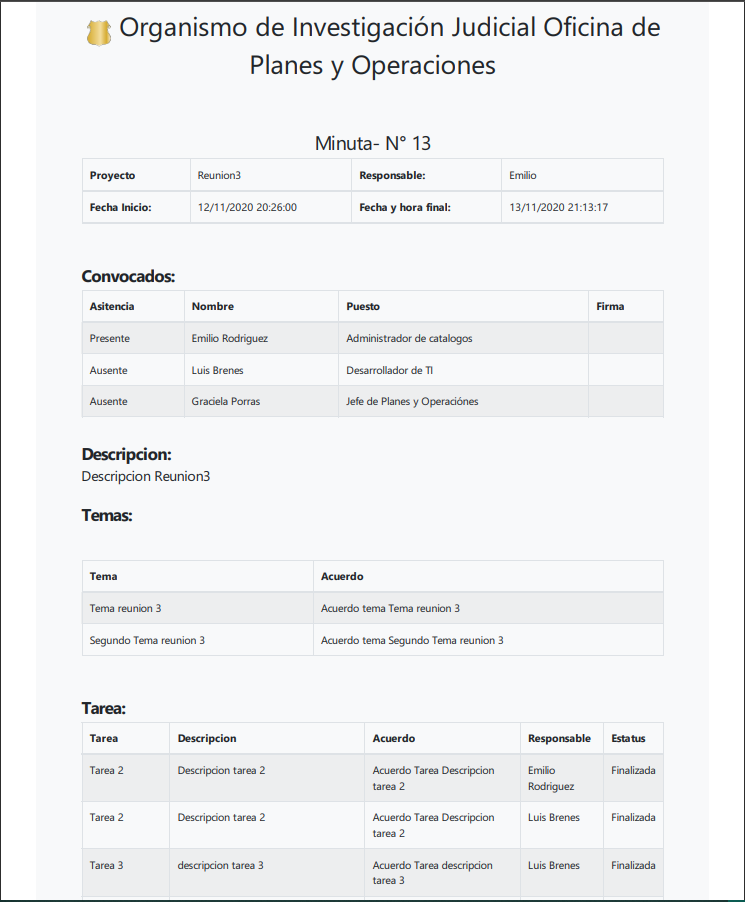 Organismo de Investigación Judicial Oficina de
Planes y Operaciones
Minuta- N° 13
Proyecto Reunion3 Responsable: Emilio
Fecha Inicio: 12/11/2020 20:26:00 Fecha y hora final: 13/11/2020 21:13:17
Convocados:
Asitencia Nombre Puesto Firma
Presente Emilio Rodriguez Administrador de catalogos
Ausente Luis Brenes Desarrollador de TI
Ausente Graciela Porras Jefe de Planes y Operaciónes
Descripcion:
Descripcion Reunion3
Temas:
Tema Acuerdo
Tema reunion 3 Acuerdo tema Tema reunion 3
Segundo Tema reunion 3 Acuerdo tema Segundo Tema reunion 3
Tarea:
Tarea Descripcion Acuerdo Responsable Estatus
Tarea 2 Descripcion tarea 2 Acuerdo Tarea Descripcion Emilio Finalizada
tarea 2 Rodriguez
Tarea 2 Descripcion tarea 2 Acuerdo Tarea Descripcion Luis Brenes Finalizada
tarea 2
Tarea 3 descripcion tarea 3 Acuerdo Tarea descripcion Luis Brenes Finalizada
tarea 3